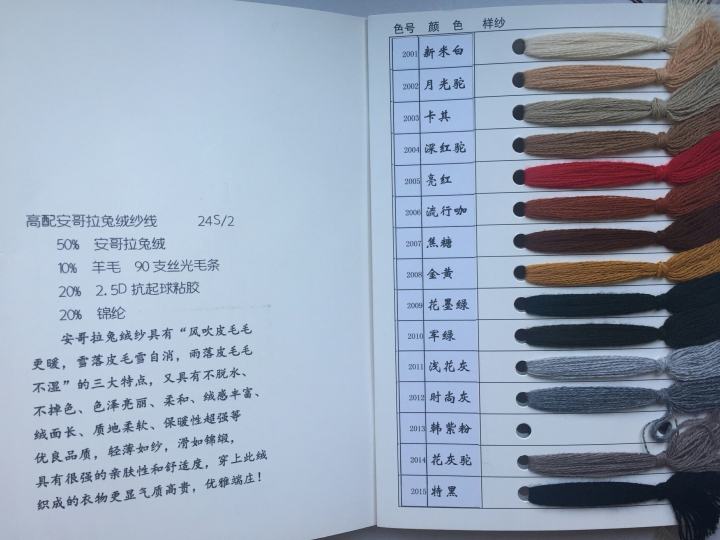 高配安哥拉兔绒纱线 24S/2
50% 安哥拉兔绒
10% 羊毛 90支丝光毛条
20% 2.5D 抗起球粘胶
20% 锦纶
安哥拉兔绒纱具有“风吹皮毛毛
更暖，雪落皮毛雪自消，雨落皮毛毛
不湿”的三大特点，又具有不脱水、
不掉色、色泽亮丽、柔和、绒感丰富、
绒面长、质地柔软、保暖性超强等
优良品质，轻薄如纱，滑如锦缎，
具有很强的亲肤性和舒适度，穿上此绒
织成的衣物更显气质高贵，优雅端庄！
色号 颜 色 样纱
2001 新米白
2002 月光驼
2003 卡其
2004 深红驼
2005 亮红
2006 流行咖
2007 焦糖
2008 金黄
2009 花墨绿
2010 军绿
2011 浅花灰
2012 时尚灰
2013 韩紫粉
2014 花灰驼
2015 特黑